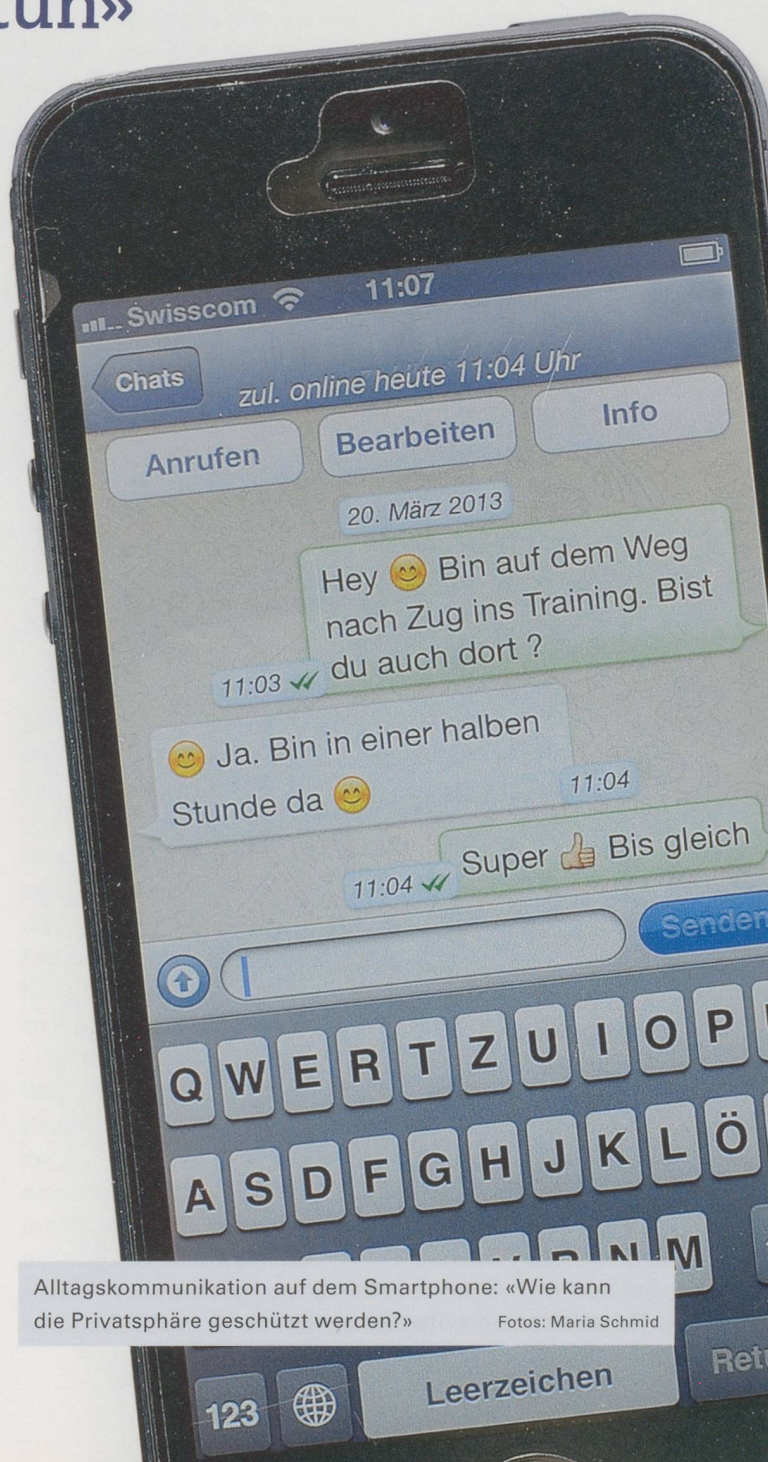 Swisscom 11:07
Chats
zul. online heute 11:04 Uhr
Anrufen Bearbeiten Info
20. März 2013
Hey 😊 Bin auf dem Weg
nach Zug ins Training. Bist
du auch dort ?
11:03
😊 Ja. Bin in einer halben
Stunde da 😊
11:04
Super 👍 Bis gleich
11:04
Senden
Q W E R T Z U I O P
A S D F G H J K L Ö
N M
Alltagskommunikation auf dem Smartphone: «Wie kann
die Privatsphäre geschützt werden?» Fotos: Maria Schmid
123 Leerzeichen